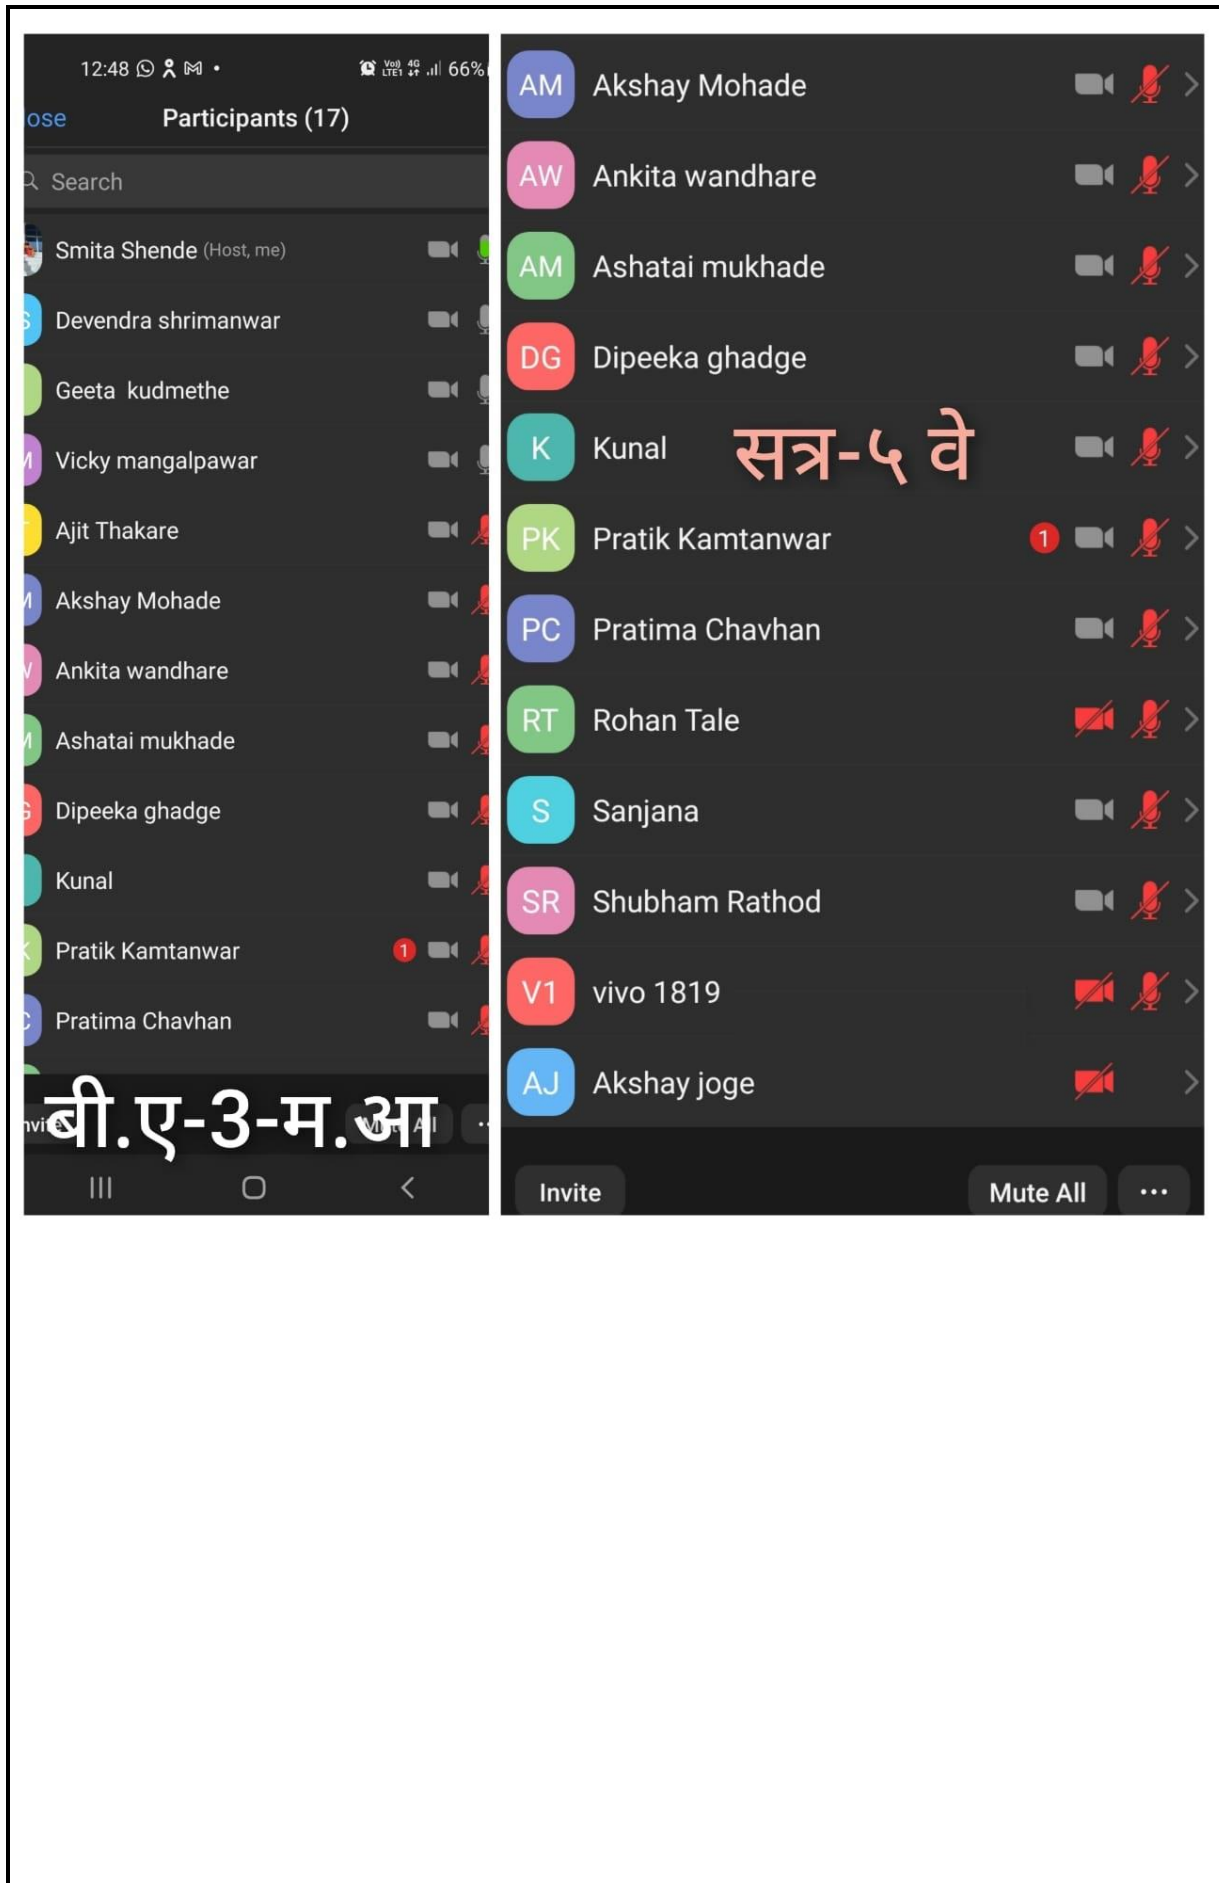 12:48
Vo)) 4G LTE1 66%
ose Participants (17)
Search
Smita Shende (Host, me)
Devendra shrimanwar
Geeta kudmethe
Vicky mangalpawar
Ajit Thakare
Akshay Mohade
Ankita wandhare
Ashatai mukhade
Dipeeka ghadge
Kunal
Pratik Kamtanwar 1
Pratima Chavhan
बी.ए-3-म.आ
AM Akshay Mohade
AW Ankita wandhare
AM Ashatai mukhade
DG Dipeeka ghadge
K Kunal
सत्र-५ वे
PK Pratik Kamtanwar 1
PC Pratima Chavhan
RT Rohan Tale
S Sanjana
SR Shubham Rathod
V1 vivo 1819
AJ Akshay joge
Invite Mute All ...